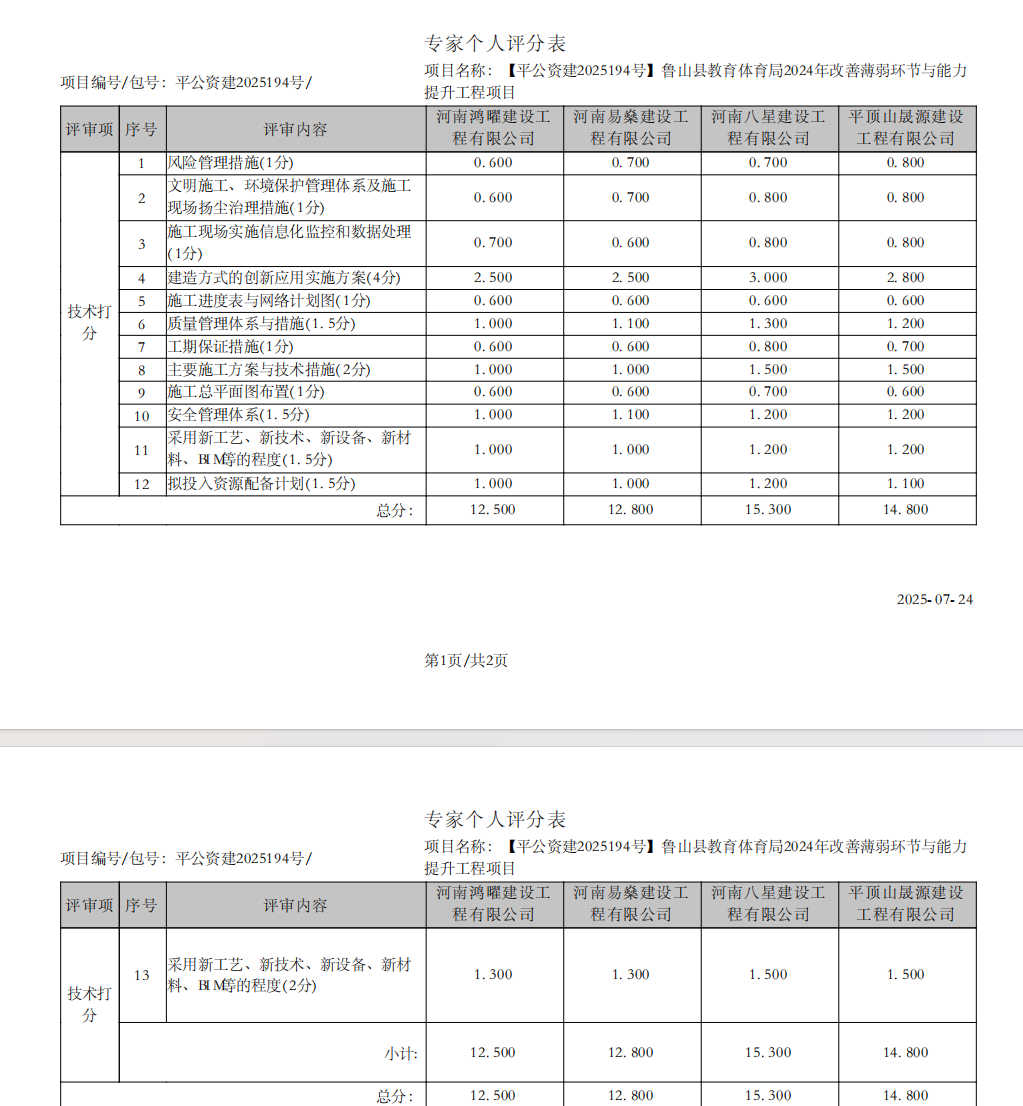 专家个人评分表
项目编号/包号：平公资建2025194号/
项目名称：【平公资建2025194号】鲁山县教育体育局2024年改善薄弱环节与能力
提升工程项目
评审项 序号 评审内容 河南鸿曜建设工 河南易燊建设工 河南八星建设工 平顶山晟源建设
程有限公司 程有限公司 程有限公司 工程有限公司
1 风险管理措施(1分) 0.600 0.700 0.700 0.800
文明施工、环境保护管理体系及施工
2 0.600 0.700 0.800 0.800
现场扬尘治理措施(1分)
施工现场实施信息化监控和数据处理
3 0.700 0.600 0.800 0.800
(1分)
4 建造方式的创新应用实施方案(4分) 2.500 2.500 3.000 2.800
5 施工进度表与网络计划图(1分) 0.600 0.600 0.600 0.600
技术打
分
6 质量管理体系与措施(1.5分) 1.000 1.100 1.300 1.200
7 工期保证措施(1分) 0.600 0.600 0.800 0.700
8 主要施工方案与技术措施(2分) 1.000 1.000 1.500 1.500
9 施工总平面图布置(1分) 0.600 0.600 0.700 0.600
10 安全管理体系(1.5分) 1.000 1.100 1.200 1.200
采用新工艺、新技术、新设备、新材
11 1.000 1.000 1.200 1.200
料、BIM等的程度(1.5分)
12 拟投入资源配备计划(1.5分) 1.000 1.000 1.200 1.100
总分： 12.500 12.800 15.300 14.800
2025-07-24
第1页/共2页
专家个人评分表
项目编号/包号：平公资建2025194号/
项目名称：【平公资建2025194号】鲁山县教育体育局2024年改善薄弱环节与能力
提升工程项目
评审项 序号 评审内容 河南鸿曜建设工 河南易燊建设工 河南八星建设工 平顶山晟源建设
程有限公司 程有限公司 程有限公司 工程有限公司
采用新工艺、新技术、新设备、新材
13 1.300 1.300 1.500 1.500
料、BIM等的程度(2分)
技术打
分
小计: 12.500 12.800 15.300 14.800
总分： 12.500 12.800 15.300 14.800